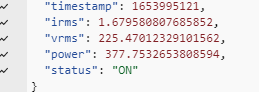 "timestamp": 1653995121,
"irms": 1.679580807685852,
"vrms": 225.47012329101562,
"power": 377.7532653808594,
"status": "ON"
}